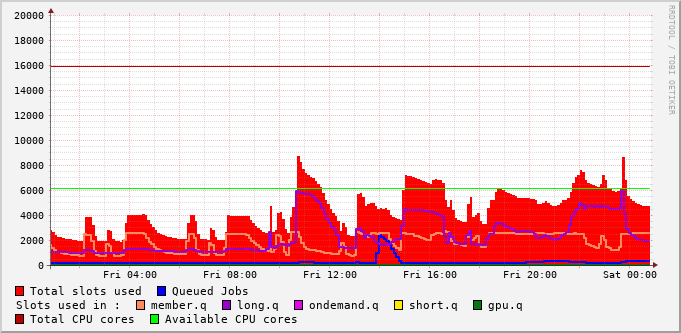 RRDTOOL / TOBI OETIKER
20000
18000
16000
14000
12000
10000
8000
6000
4000
2000
0
Fri 04:00 Fri 08:00 Fri 12:00 Fri 16:00 Fri 20:00 Sat 00:00
Total slots used Queued Jobs
Slots used in : member.q long.q ondemand.q short.q gpu.q
Total CPU cores Available CPU cores